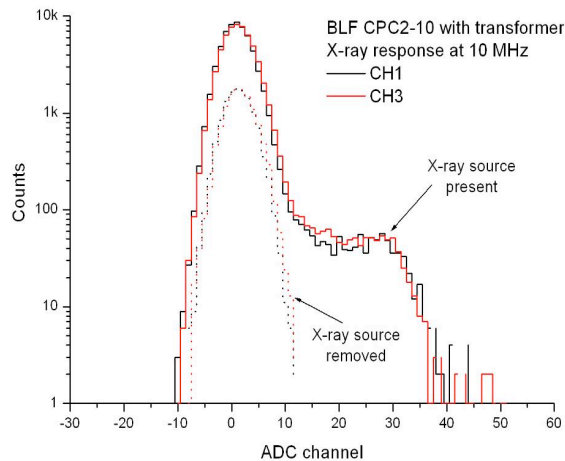 BLF CPC2-10 with transformer
X-ray response at 10 MHz
CH1
CH3
X-ray source
present
X-ray source
removed
Counts
10k
1k
100
10
1
-30 -20 -10 0 10 20 30 40 50 60
ADC channel